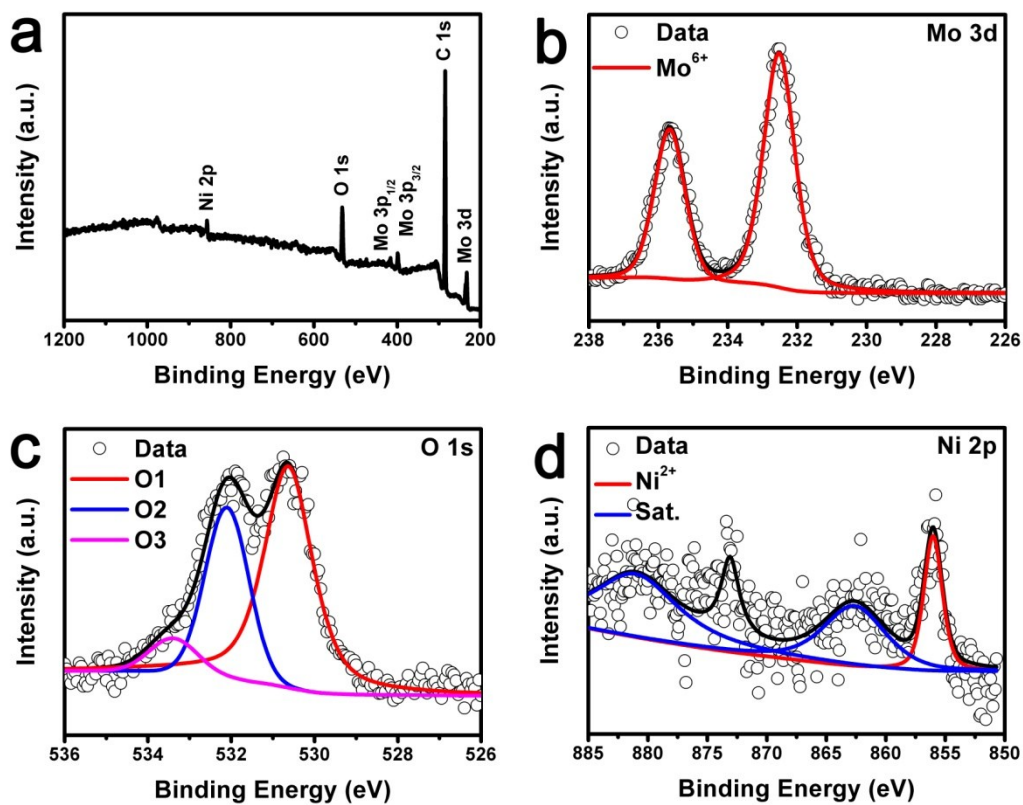 a
Intensity (a.u.)
Ni 2p
O 1s
Mo 3p1/2
Mo 3p3/2
C 1s
Mo 3d
1200 1000 800 600 400 200
Binding Energy (eV)
b
Data
Mo6+
Mo 3d
Intensity (a.u.)
238 236 234 232 230 228 226
Binding Energy (eV)
c
Data
O1
O2
O3
O 1s
Intensity (a.u.)
536 534 532 530 528 526
Binding Energy (eV)
d
Data
Ni2+
Sat.
Ni 2p
Intensity (a.u.)
885 880 875 870 865 860 855 850
Binding Energy (eV)